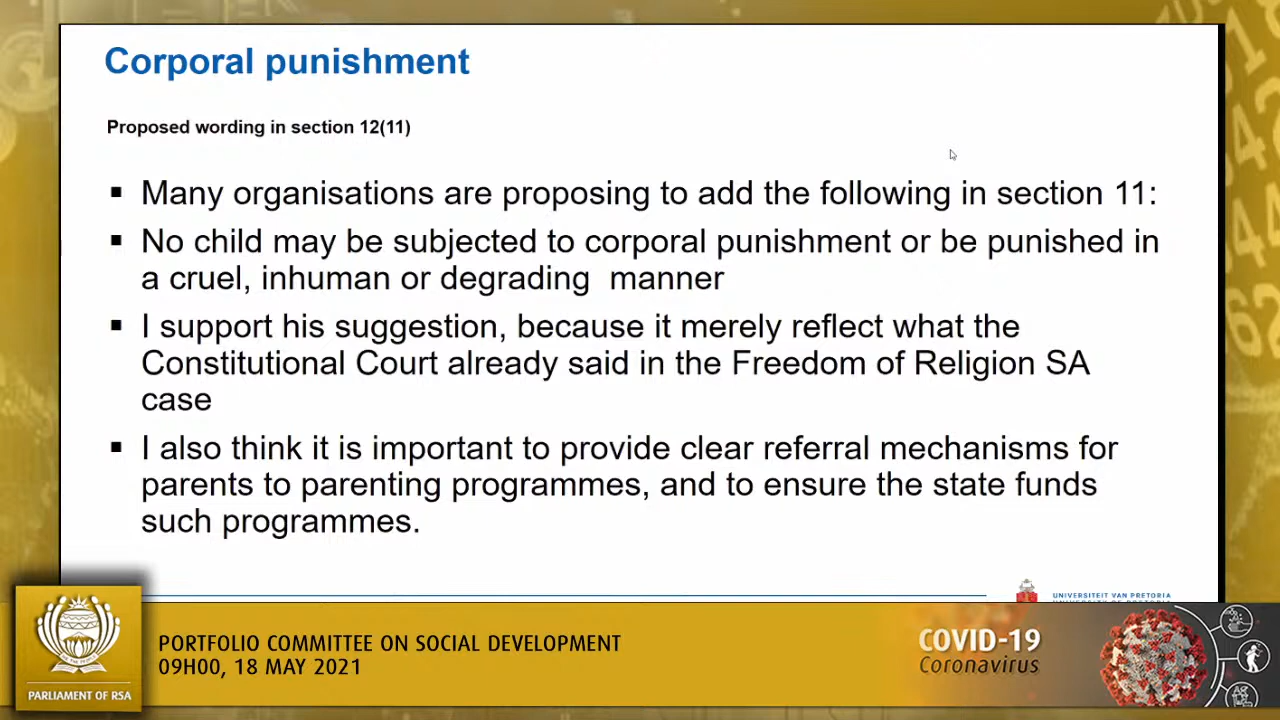 Corporal punishment
Proposed wording in section 12(11)
▪ Many organisations are proposing to add the following in section 11:
▪ No child may be subjected to corporal punishment or be punished in
a cruel, inhuman or degrading  manner
▪ I support his suggestion, because it merely reflect what the
Constitutional Court already said in the Freedom of Religion SA
case
▪ I also think it is important to provide clear referral mechanisms for
parents to parenting programmes, and to ensure the state funds
such programmes.
UNIVERSITEIT VAN PRETORIA
PORTFOLIO COMMITTEE ON SOCIAL DEVELOPMENT
09H00, 18 MAY 2021
PARLIAMENT OF RSA
COVID-19
Coronavirus